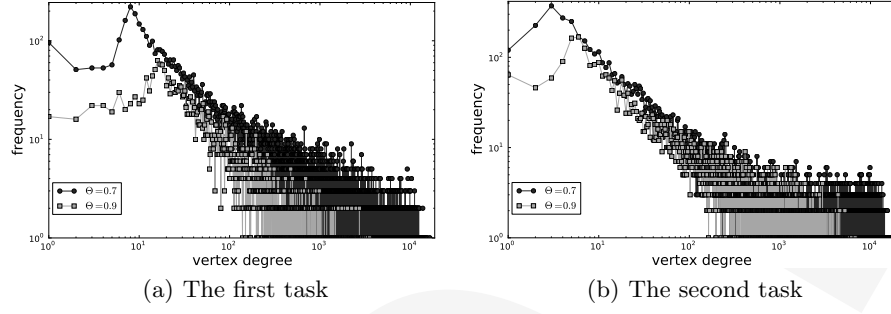 10²
10¹
10⁰
frequency
Θ=0.7
Θ=0.9
10⁰ 10¹ 10² 10³ 10⁴
vertex degree
(a) The first task
10²
10¹
10⁰
frequency
Θ=0.7
Θ=0.9
10⁰ 10¹ 10² 10³ 10⁴
vertex degree
(b) The second task